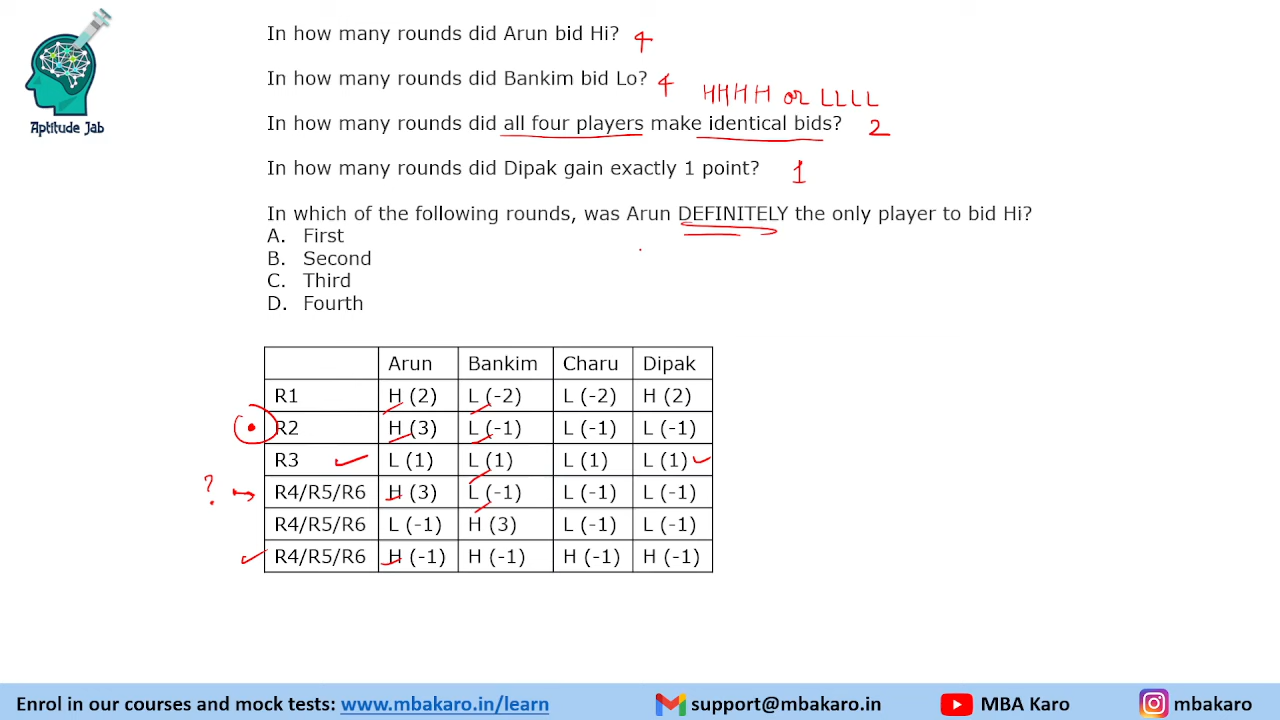 In how many rounds did Arun bid Hi? 4
In how many rounds did Bankim bid Lo? 4
HHHH or LLLL
In how many rounds did all four players make identical bids? 2
Aptitude Jab
In how many rounds did Dipak gain exactly 1 point? 1
In which of the following rounds, was Arun DEFINITELY the only player to bid Hi?
A. First
B. Second
C. Third
D. Fourth
Arun Bankim Charu Dipak
R1 H (2) L (-2) L (-2) H (2)
R2 H (3) L (-1) L (-1) L (-1)
R3 L (1) L (1) L (1) L (1)
? R4/R5/R6 H (3) L (-1) L (-1) L (-1)
R4/R5/R6 L (-1) H (3) L (-1) L (-1)
R4/R5/R6 H (-1) H (-1) H (-1) H (-1)
Enrol in our courses and mock tests: www.mbakaro.in/learn support@mbakaro.in MBA Karo mbakaro